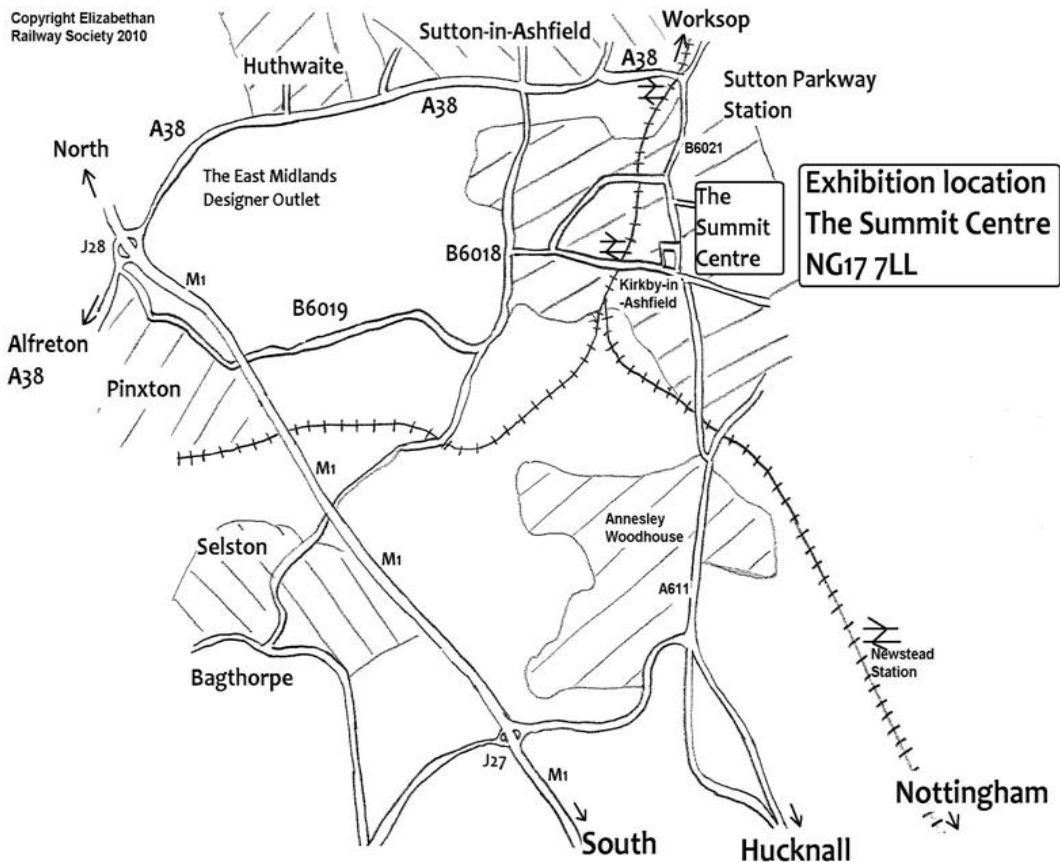 Copyright Elizabethan
Railway Society 2010
Worksop
Sutton-in-Ashfield
A38
Huthwaite
Sutton Parkway
Station
A38
A38
North
B6021
The East Midlands
Designer Outlet
The
Summit
Centre
Exhibition location
The Summit Centre
NG17 7LL
J28
B6018
M1
Kirkby-in
-Ashfield
B6019
Alfreton
A38
Pinxton
M1
Annesley
Woodhouse
Selston
M1
A611
Newstead
Station
Bagthorpe
J27
M1
Nottingham
South
Hucknall